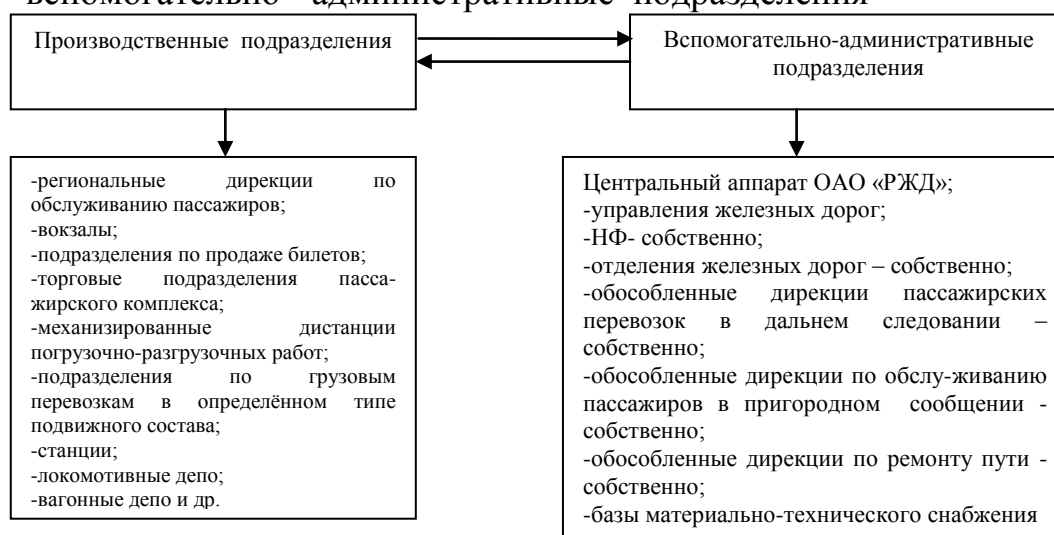 вспомогательно - административные подразделения
Производственные подразделения
Вспомогательно-административные
подразделения
-региональные дирекции по
обслуживанию пассажиров;
-вокзалы;
-подразделения по продаже билетов;
-торговые подразделения пасса-
жирского комплекса;
-механизированные дистанции
погрузочно-разгрузочных работ;
-подразделения по грузовым
перевозкам в определённом типе
подвижного состава;
-станции;
-локомотивные депо;
-вагонные депо и др.
Центральный аппарат ОАО «РЖД»;
-управления железных дорог;
-НФ- собственно;
-отделения железных дорог – собственно;
-обособленные дирекции пассажирских
перевозок в дальнем следовании –
собственно;
-обособленные дирекции по обслу-живанию
пассажиров в пригородном сообщении -
собственно;
-обособленные дирекции по ремонту пути -
собственно;
-базы материально-технического снабжения